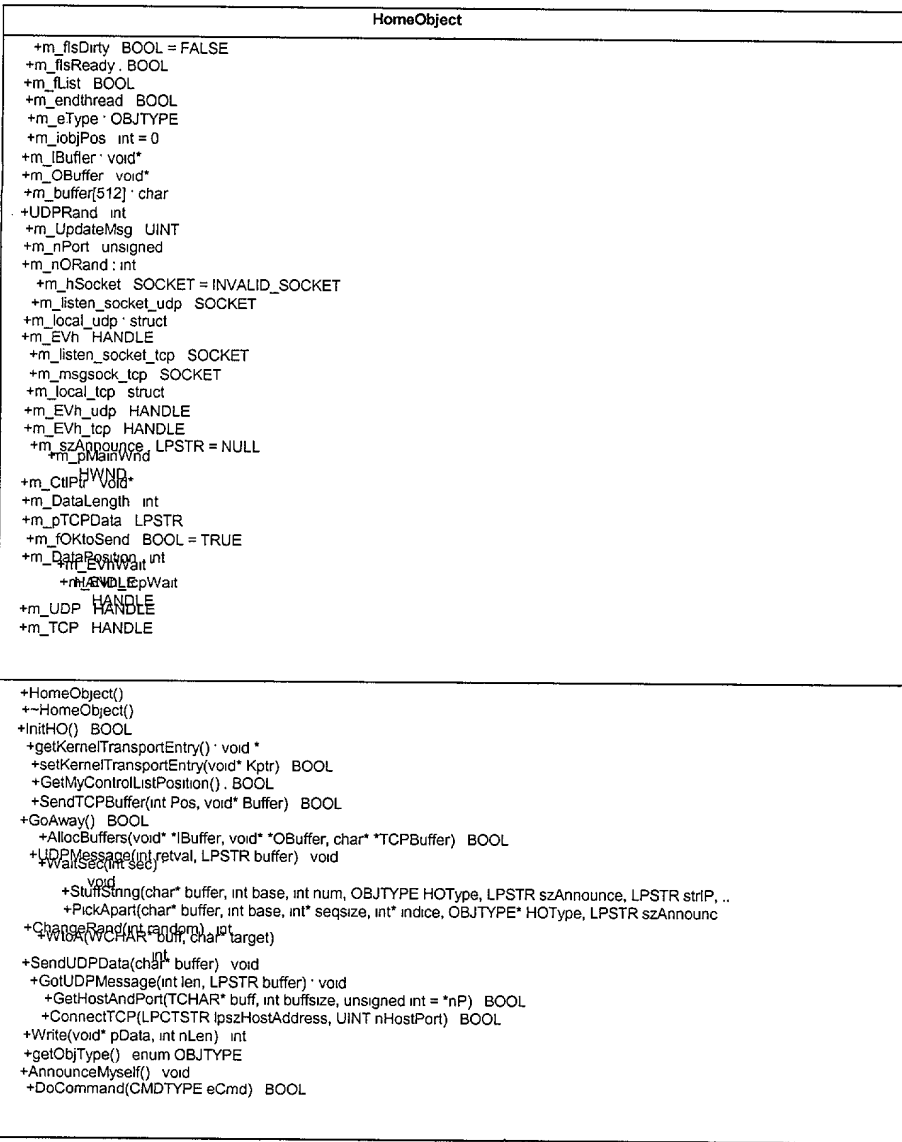 HomeObject
+m_fIsDirty BOOL = FALSE
+m_fIsReady . BOOL
+m_fList BOOL
+m_endthread BOOL
+m_eType : OBJTYPE
+m_iobjPos int = 0
+m_IBuffer : void*
+m_OBuffer void*
+m_buffer[512] : char
+UDPRand int
+m_UpdateMsg UINT
+m_nPort unsigned
+m_nORand : int
+m_hSocket SOCKET = INVALID_SOCKET
+m_listen_socket_udp SOCKET
+m_local_udp : struct
+m_EVh HANDLE
+m_listen_socket_tcp SOCKET
+m_msgsock_tcp SOCKET
+m_local_tcp struct
+m_EVh_udp HANDLE
+m_EVh_tcp HANDLE
+m_szAnnounce LPSTR = NULL
+m_pMainWnd
HWND
+m_CtlPtr void*
+m_DataLength int
+m_pTCPData LPSTR
+m_fOKtoSend BOOL = TRUE
+m_DataPosition int
+m_EVhWait
HANDLE
HANDLE
+m_UDP HANDLE
+m_TCP HANDLE
+HomeObject()
+~HomeObject()
+InitHO() BOOL
+getKernelTransportEntry() : void *
+setKernelTransportEntry(void* Kptr) BOOL
+GetMyControlListPosition() . BOOL
+SendTCPBuffer(int Pos, void* Buffer) BOOL
+GoAway() BOOL
+AllocBuffers(void* *IBuffer, void* *OBuffer, char* *TCPBuffer) BOOL
+UDPMessage(int retval, LPSTR buffer) void
+WaitSec(int sec)
void
+StuffString(char* buffer, int base, int num, OBJTYPE HOType, LPSTR szAnnounce, LPSTR strIP, ..
+PickApart(char* buffer, int base, int* seqsize, int* indice, OBJTYPE* HOType, LPSTR szAnnounc
+ChangeRand(int random) int
+WtoA(WCHAR* buff, char* target)
int
+SendUDPData(char* buffer) void
+GotUDPMessage(int len, LPSTR buffer) : void
+GetHostAndPort(TCHAR* buff, int buffsize, unsigned int = *nP) BOOL
+ConnectTCP(LPCTSTR lpszHostAddress, UINT nHostPort) BOOL
+Write(void* pData, int nLen) int
+getObjType() enum OBJTYPE
+AnnounceMyself() void
+DoCommand(CMDTYPE eCmd) BOOL